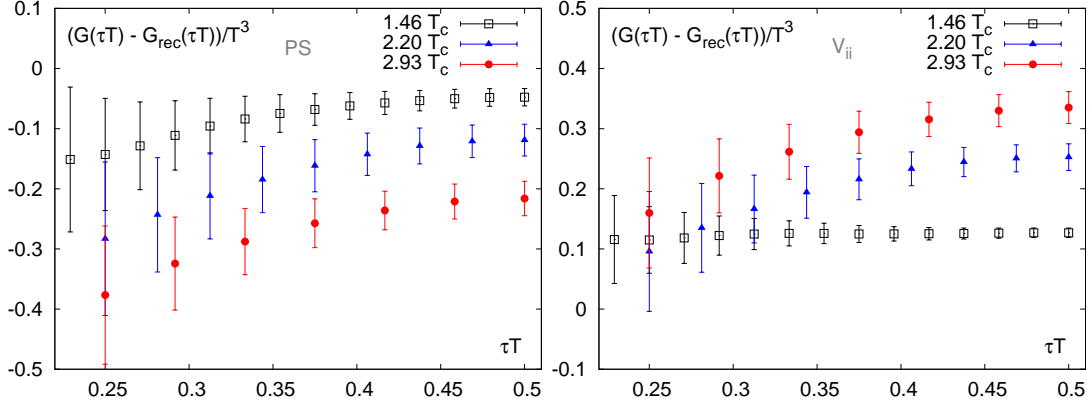 0.1
0
-0.1
-0.2
-0.3
-0.4
-0.5
0.25
0.3
0.35
0.4
0.45
0.5
(G(τT) - G_rec(τT))/T^3
PS
1.46 T_c
2.20 T_c
2.93 T_c
τT
0.5
0.4
0.3
0.2
0.1
0
-0.1
0.25
0.3
0.35
0.4
0.45
0.5
(G(τT) - G_rec(τT))/T^3
V_ii
1.46 T_c
2.20 T_c
2.93 T_c
τT